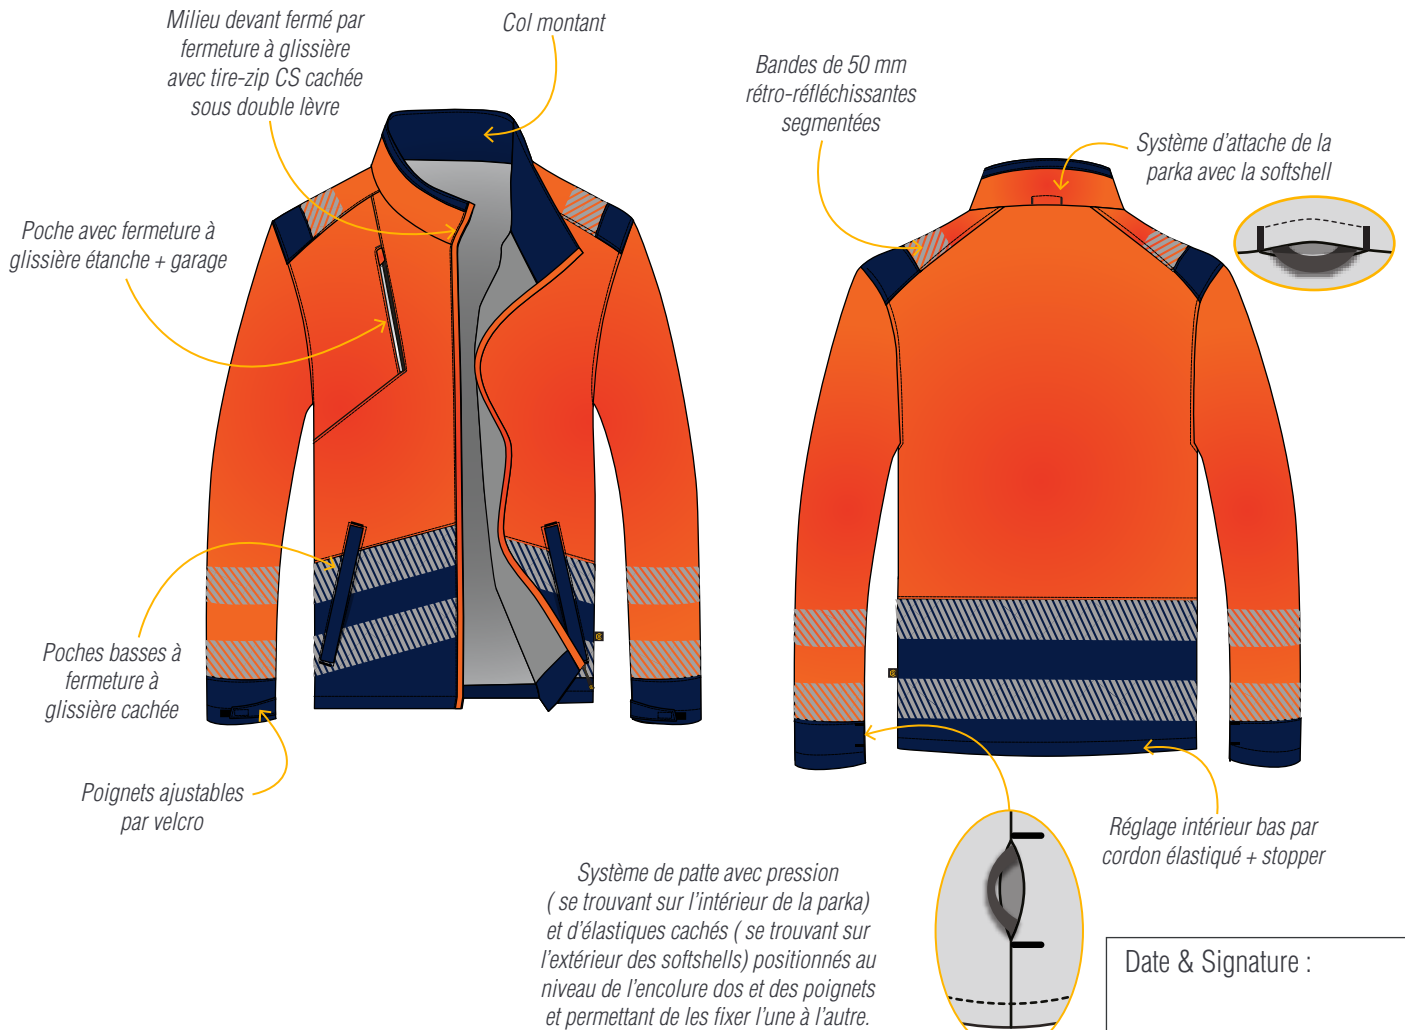 Milieu devant fermé par
fermeture à glissière
avec tire-zip CS cachée
sous double lèvre
Col montant
Bandes de 50 mm
rétro-réfléchissantes
segmentées
Système d'attache de la
parka avec la softshell
Poche avec fermeture à
glissière étanche + garage
Poches basses à
fermeture à
glissière cachée
Poignets ajustables
par velcro
Système de patte avec pression
( se trouvant sur l'intérieur de la parka)
et d'élastiques cachés ( se trouvant sur
l'extérieur des softshells) positionnés au
niveau de l'encolure dos et des poignets
et permettant de les fixer l'une à l'autre.
Réglage intérieur bas par
cordon élastiqué + stopper
Date & Signature :